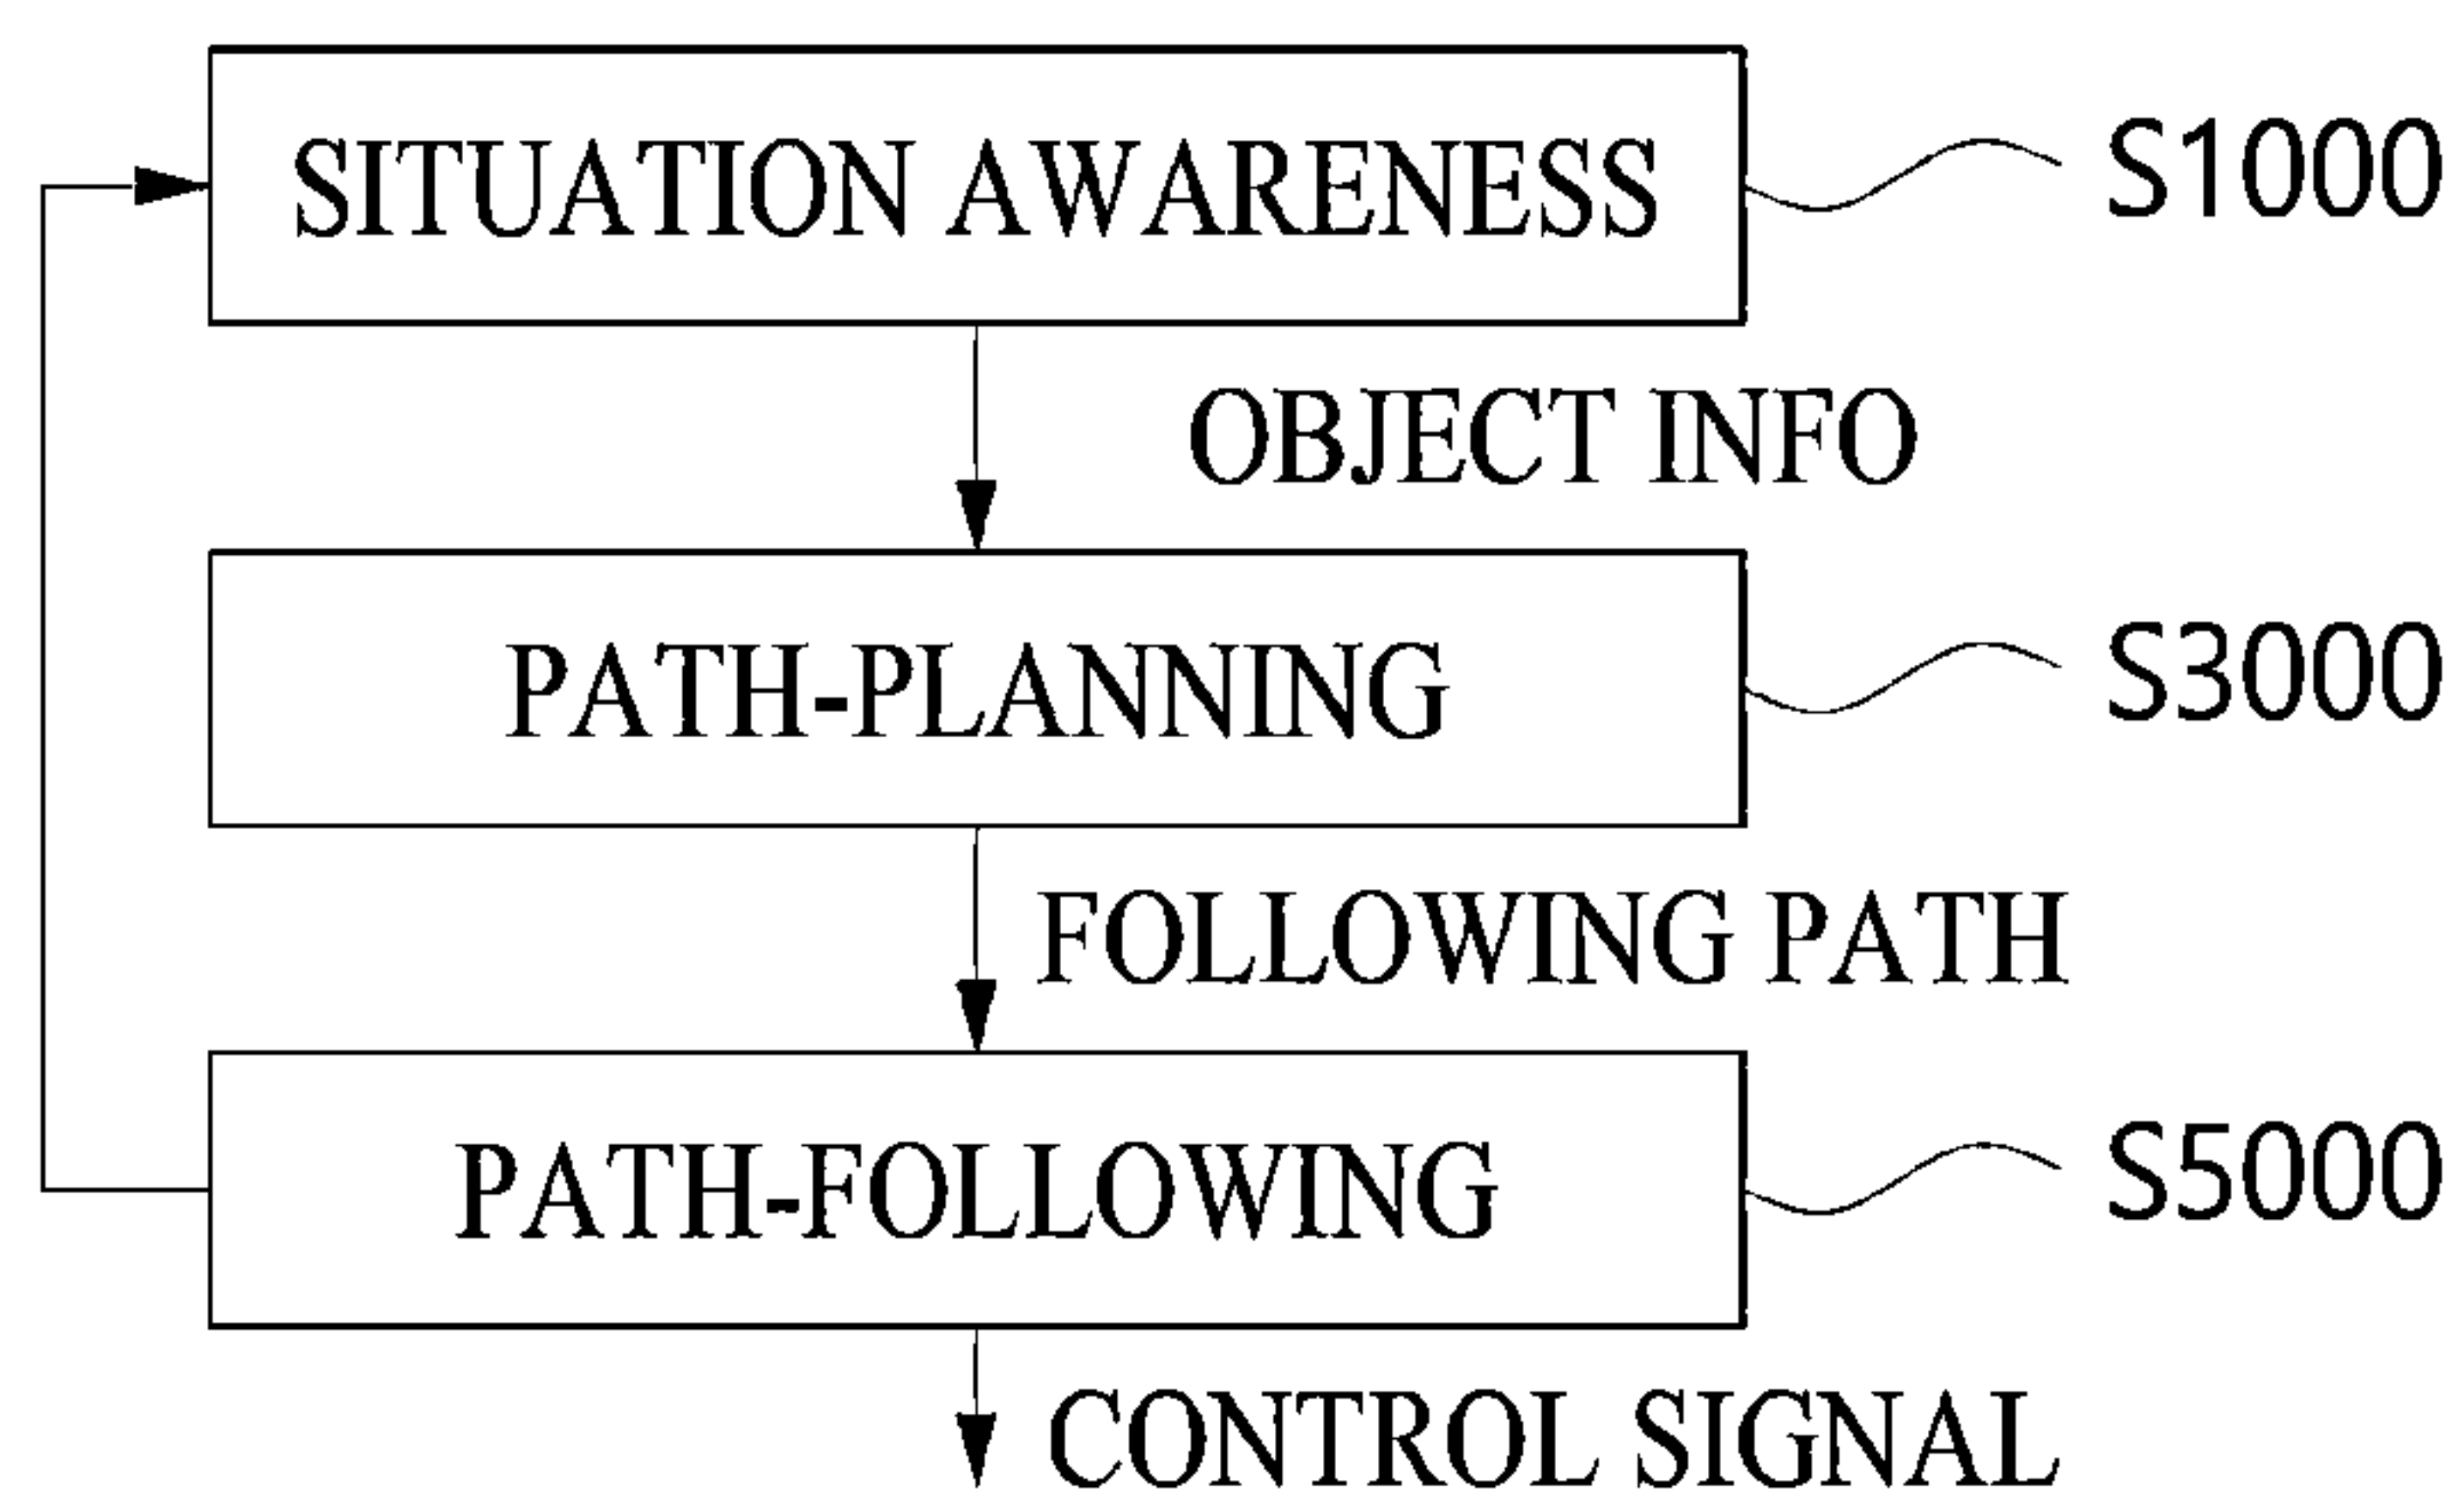 SITUATION AWARENESS S1000
OBJECT INFO
PATH-PLANNING S3000
FOLLOWING PATH
PATH-FOLLOWING S5000
CONTROL SIGNAL